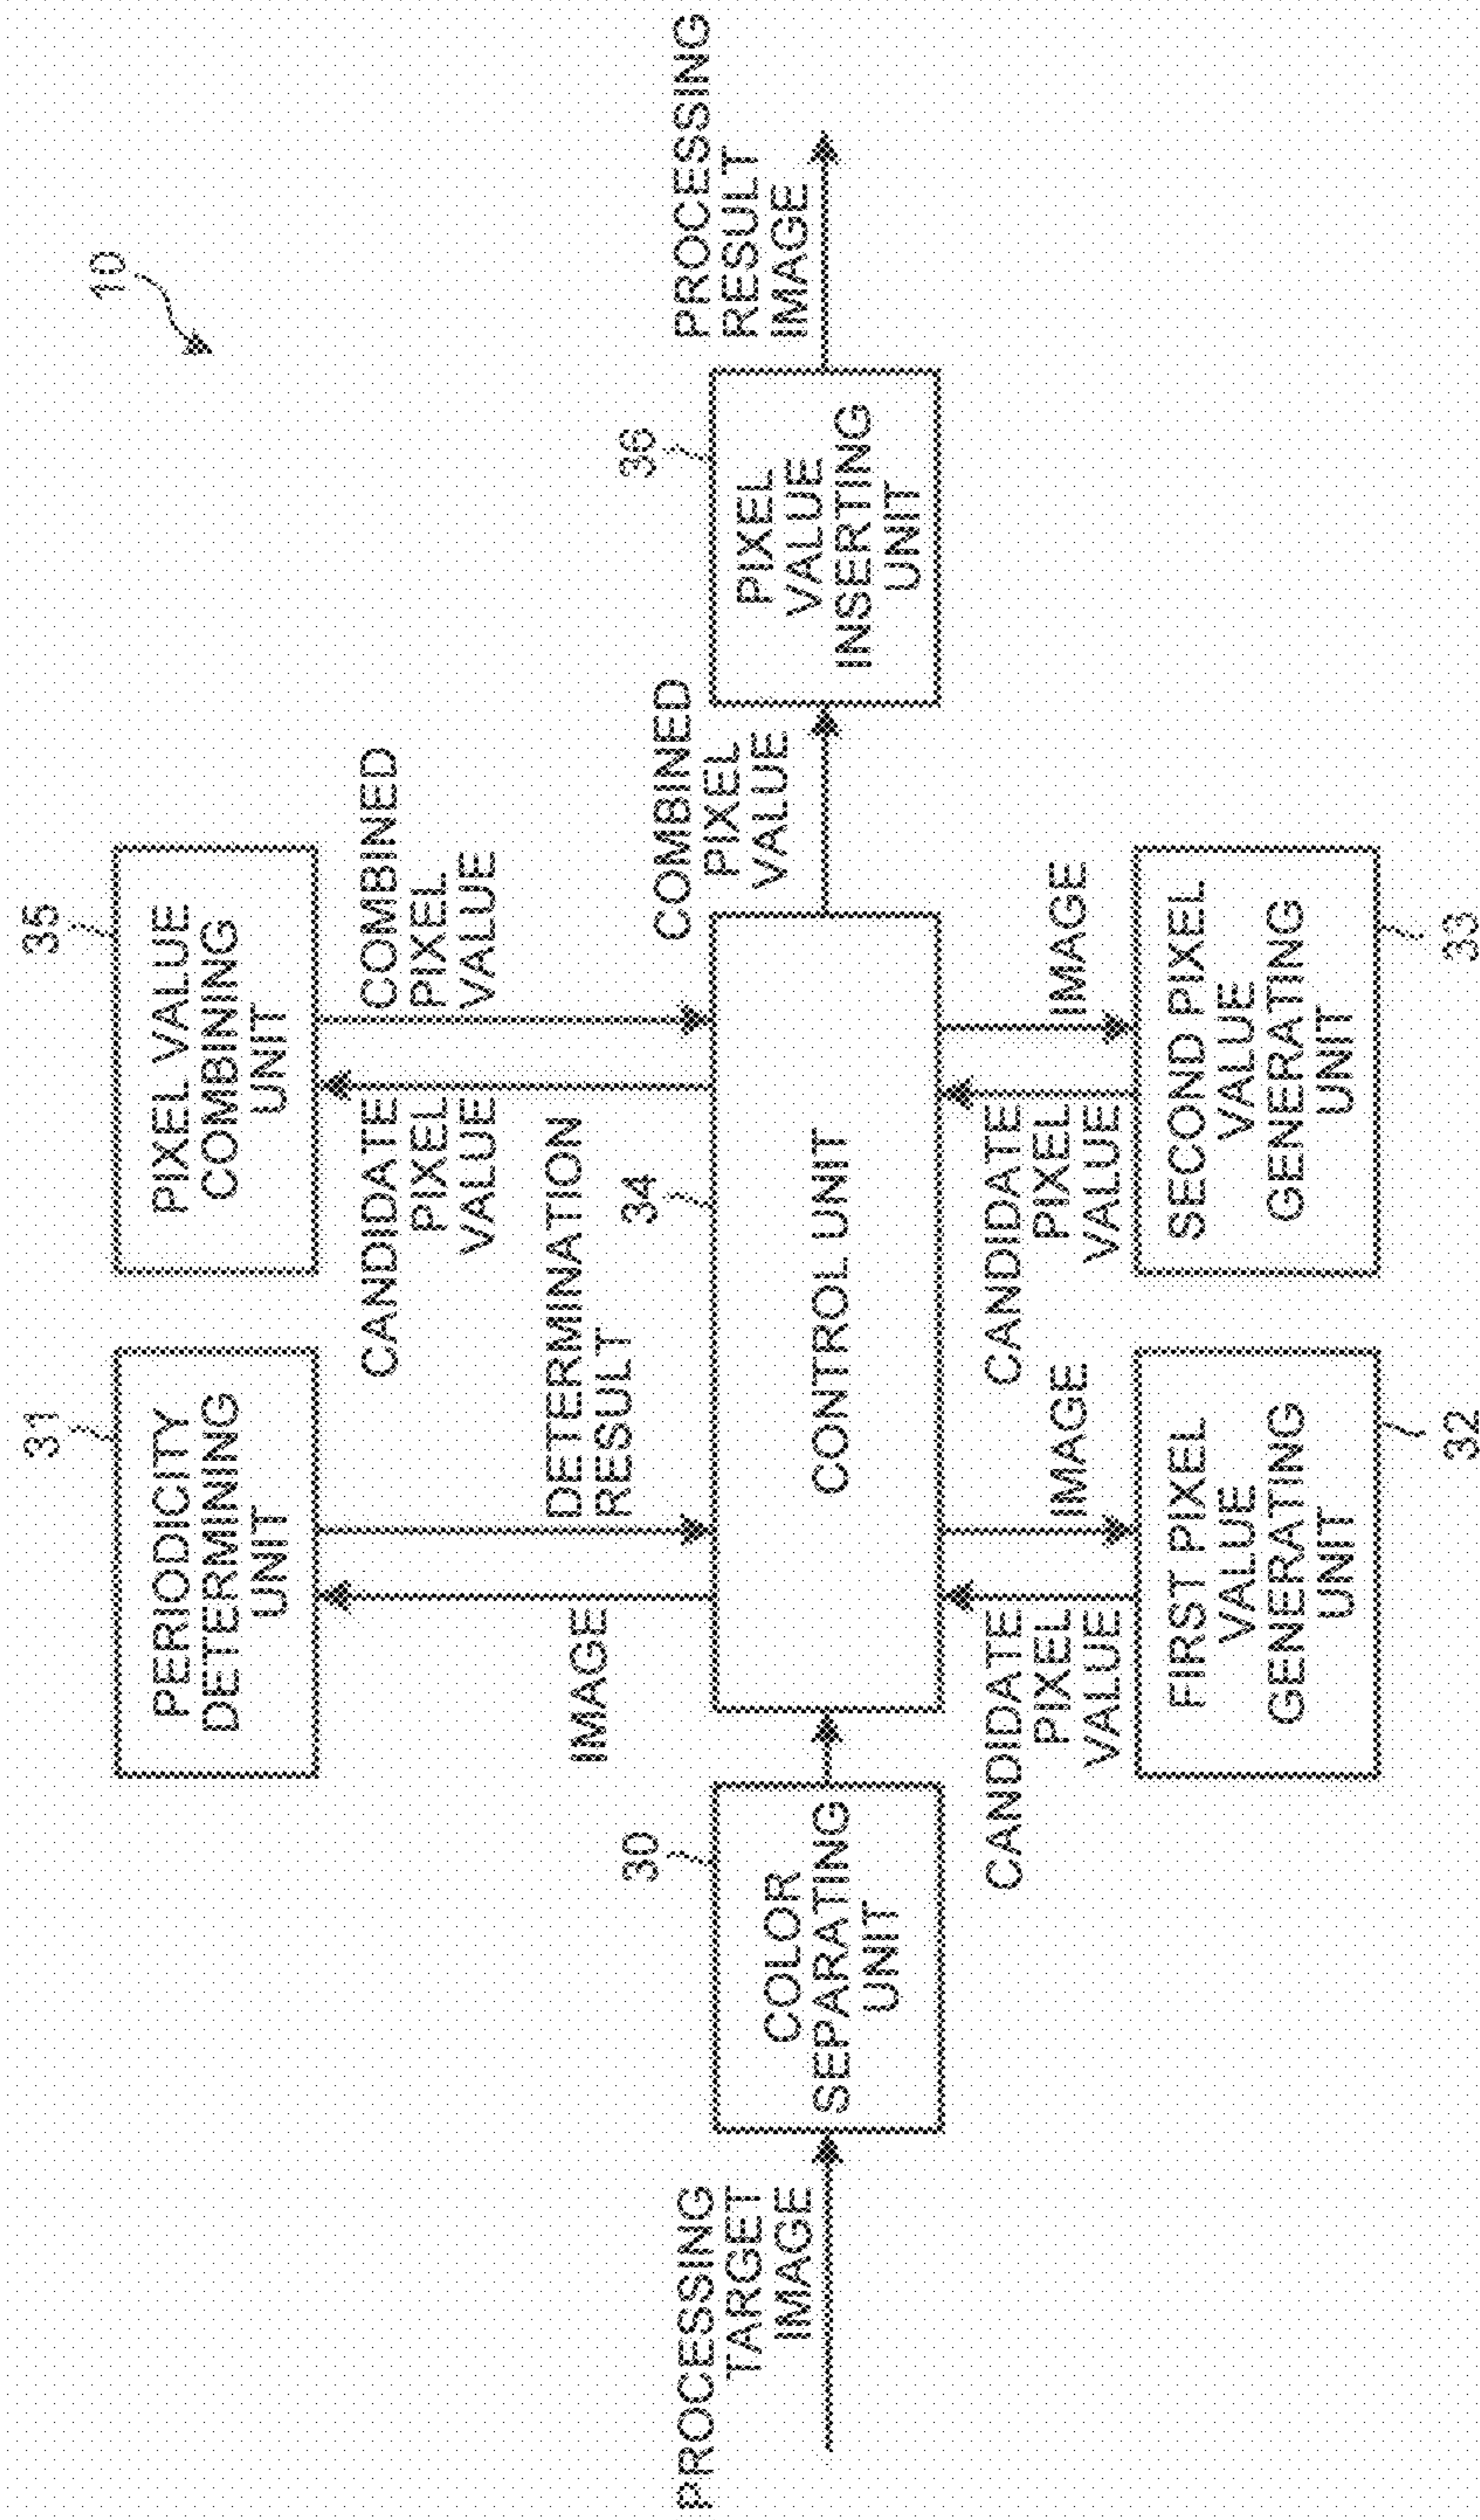 10
31
PERIODICITY
DETERMINING
UNIT
35
PIXEL VALUE
COMBINING
UNIT
IMAGE
DETERMINATION
RESULT
CANDIDATE
PIXEL
VALUE
COMBINED
PIXEL
VALUE
PROCESSING
TARGET
IMAGE
30
COLOR
SEPARATING
UNIT
34
CONTROL UNIT
COMBINED
PIXEL
VALUE
36
PIXEL
VALUE
INSERTING
UNIT
PROCESSING
RESULT
IMAGE
CANDIDATE
PIXEL
VALUE
IMAGE
CANDIDATE
PIXEL
VALUE
IMAGE
FIRST PIXEL
VALUE
GENERATING
UNIT
32
SECOND PIXEL
VALUE
GENERATING
UNIT
33